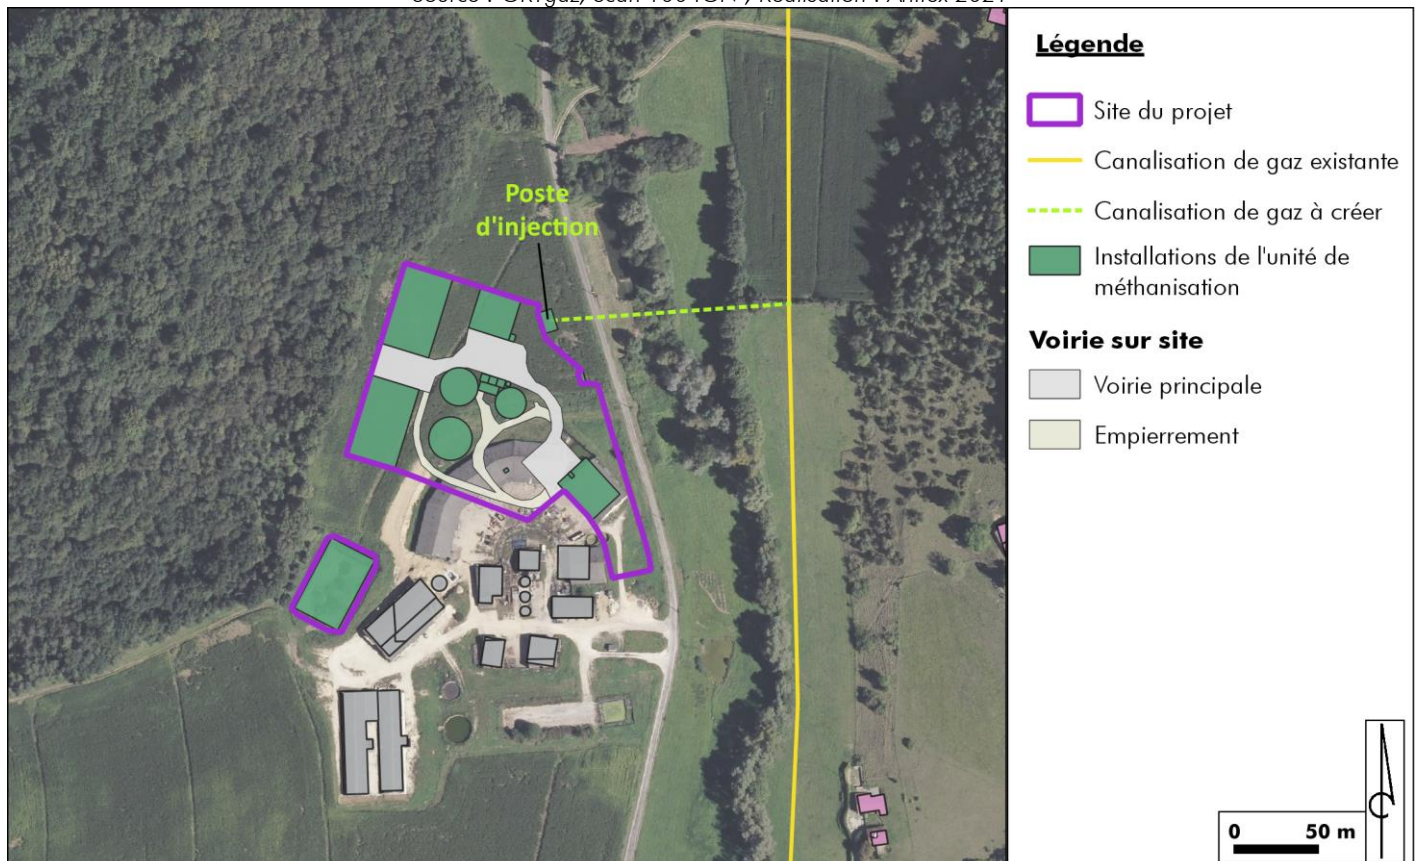 Légende
Site du projet
Canalisation de gaz existante
Canalisation de gaz à créer
Installations de l'unité de
méthanisation
Voirie sur site
Voirie principale
Empierrement
Poste
d'injection
0 50 m